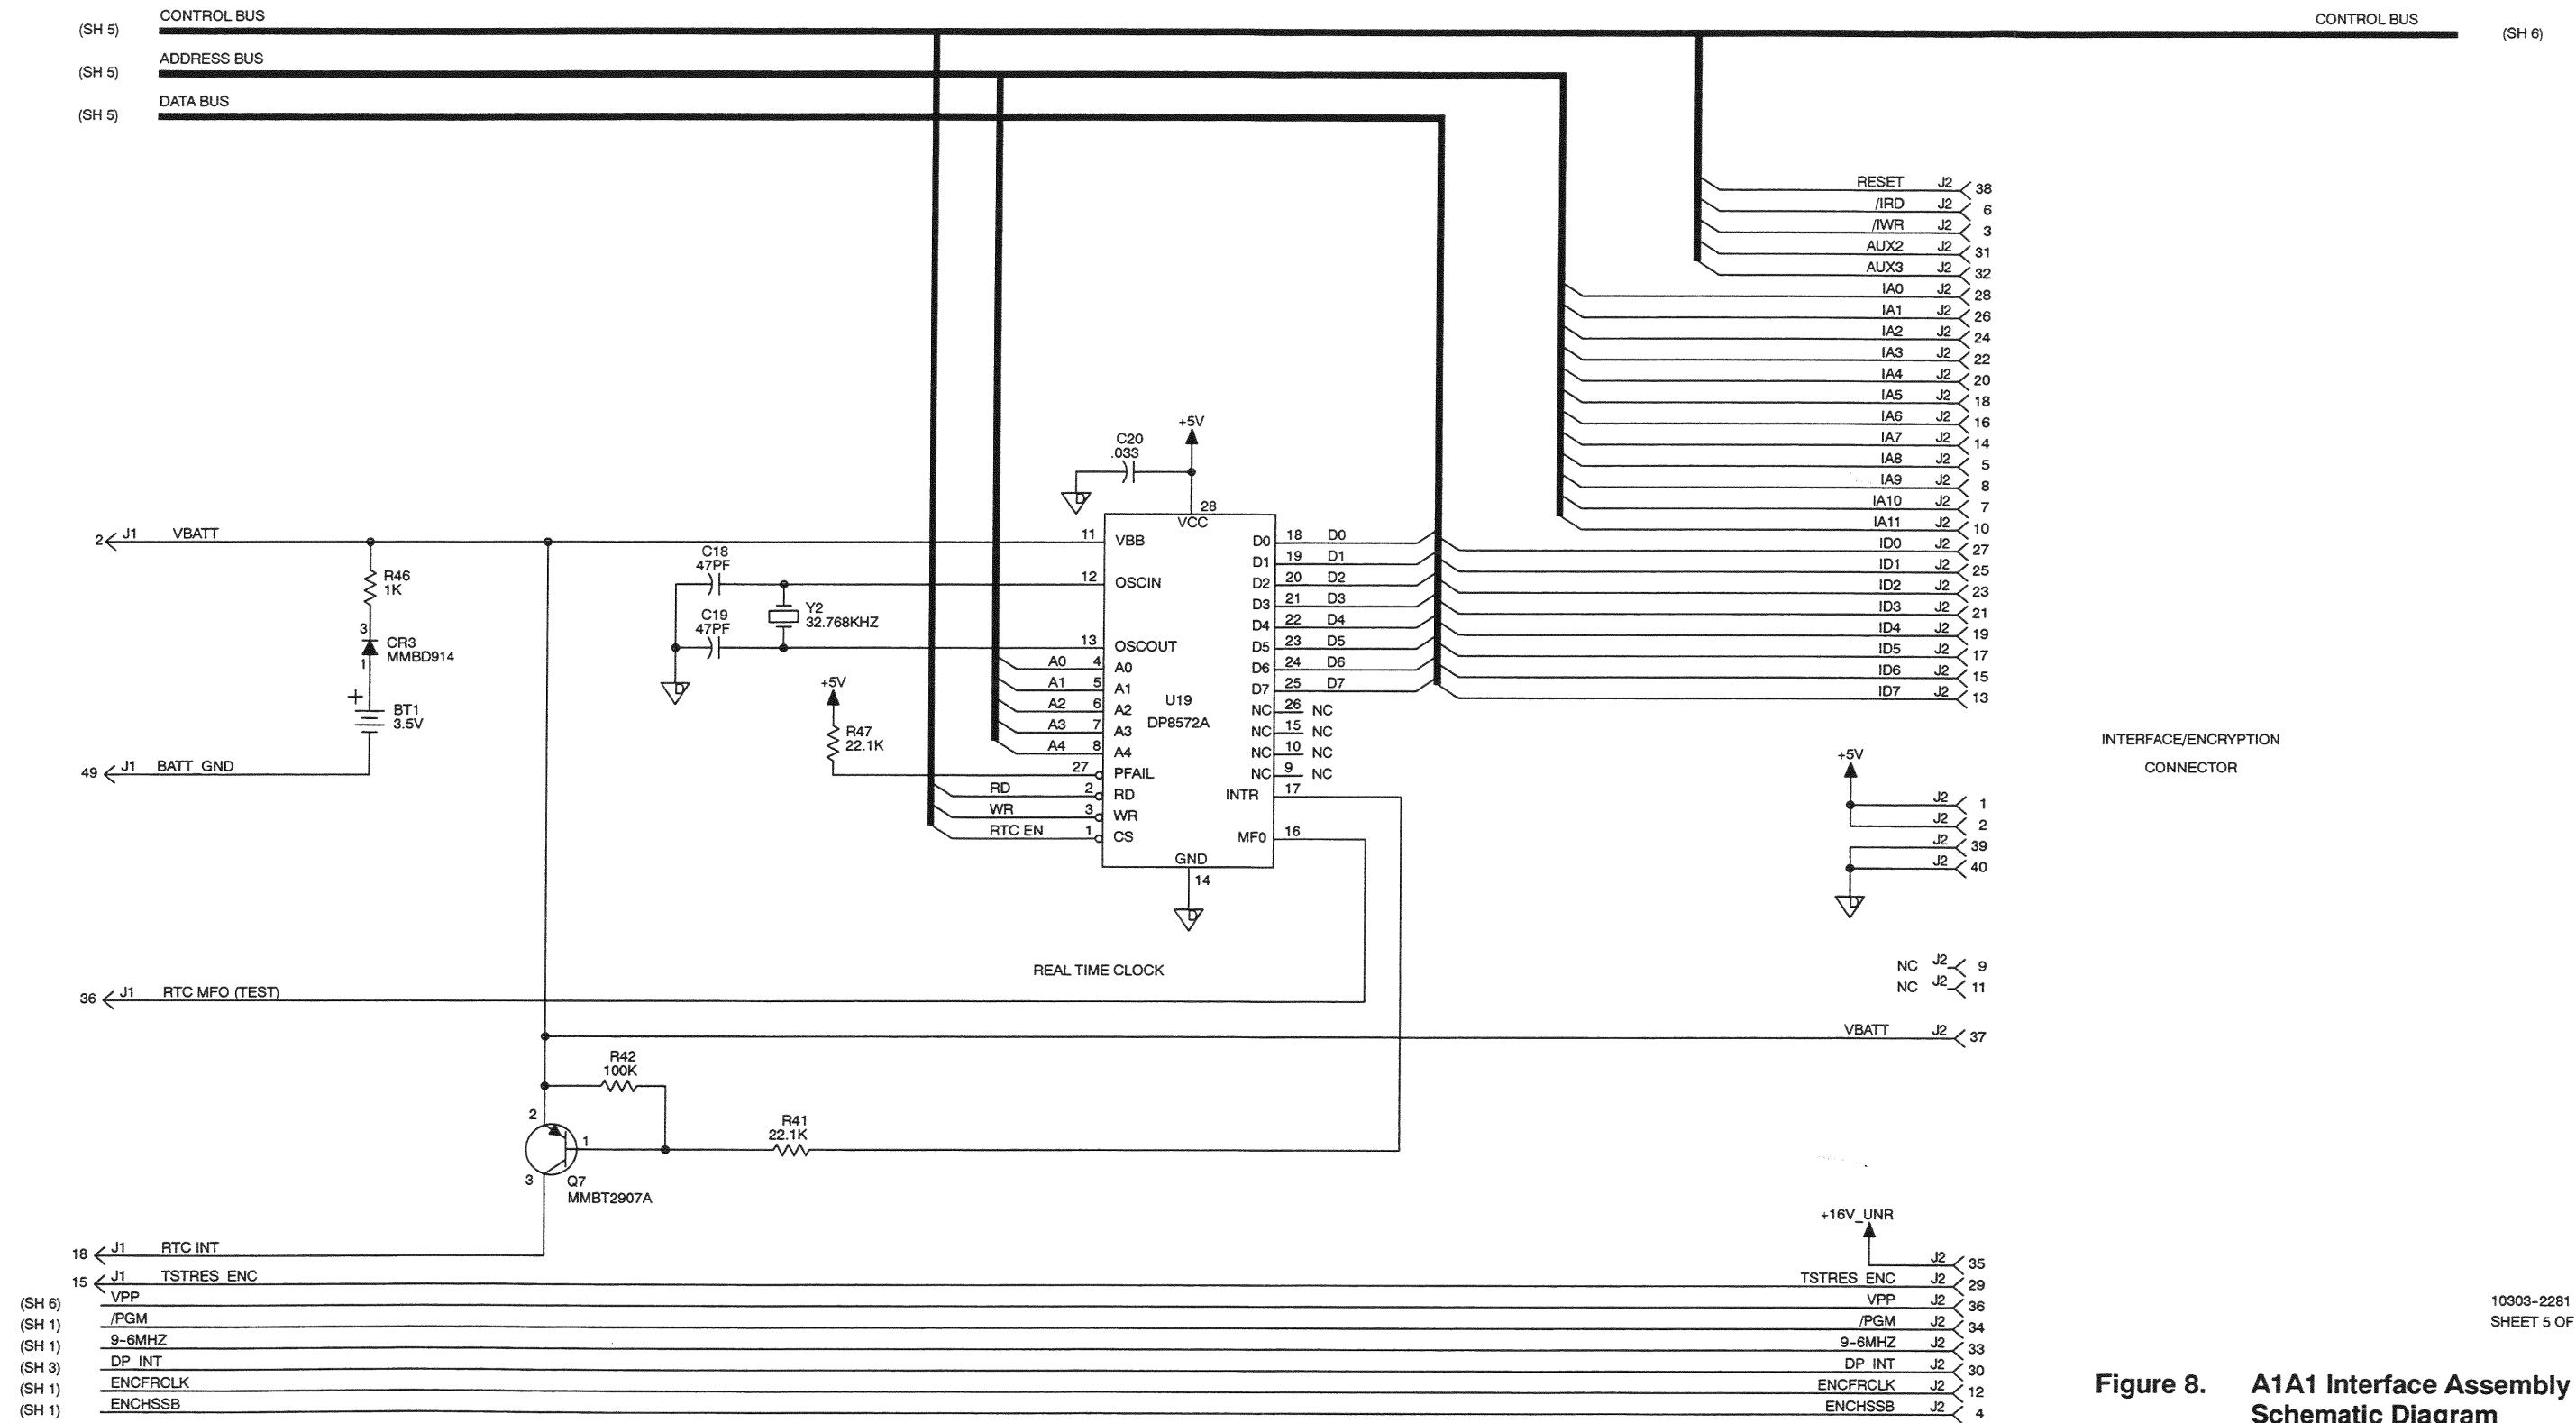 CONTROL BUS
CONTROL BUS
(SH 5)
(SH 6)
ADDRESS BUS
(SH 5)
DATA BUS
(SH 5)
RESET J2 38
/IRD J2 6
/IWR J2 3
AUX2 J2 31
AUX3 J2 32
IA0 J2 28
IA1 J2 26
IA2 J2 24
IA3 J2 22
IA4 J2 20
IA5 J2 18
IA6 J2 16
IA7 J2 14
IA8 J2 5
IA9 J2 8
IA10 J2 7
IA11 J2 10
ID0 J2 27
ID1 J2 25
ID2 J2 23
ID3 J2 21
ID4 J2 19
ID5 J2 17
ID6 J2 15
ID7 J2 13
+5V
C20
.033
D
28
VCC
2 J1 VBATT
11 VBB
C18
47PF
12 OSCIN
R46
1K
C19
47PF
Y2
32.768KHZ
3
CR3
MMBD914
1
13 OSCOUT
D
A0 4 A0
A1 5 A1
A2 6 A2
A3 7 A3
A4 8 A4
+5V
R47
22.1K
27 PFAIL
RD 2 RD
WR 3 WR
RTC EN 1 CS
U19
DP8572A
D0 18 D0
D1 19 D1
D2 20 D2
D3 21 D3
D4 22 D4
D5 23 D5
D6 24 D6
D7 25 D7
NC 26 NC
NC 15 NC
NC 10 NC
NC 9 NC
INTR 17
MF0 16
GND
14
D
+
BT1
3.5V
49 J1 BATT GND
INTERFACE/ENCRYPTION
CONNECTOR
+5V
J2 1
J2 2
J2 39
J2 40
D
REAL TIME CLOCK
NC J2 9
NC J2 11
36 J1 RTC MFO (TEST)
VBATT J2 37
R42
100K
2
R41
22.1K
1
3
Q7
MMBT2907A
+16V_UNR
J2 35
18 J1 RTC INT
15 J1 TSTRES ENC
TSTRES ENC J2 29
(SH 6) VPP
VPP J2 36
(SH 1) /PGM
/PGM J2 34
(SH 1) 9-6MHZ
9-6MHZ J2 33
(SH 3) DP INT
DP INT J2 30
(SH 1) ENCFRCLK
ENCFRCLK J2 12
(SH 1) ENCHSSB
ENCHSSB J2 4
10303-2281
SHEET 5 OF
Figure 8. A1A1 Interface Assembly
Schematic Diagram